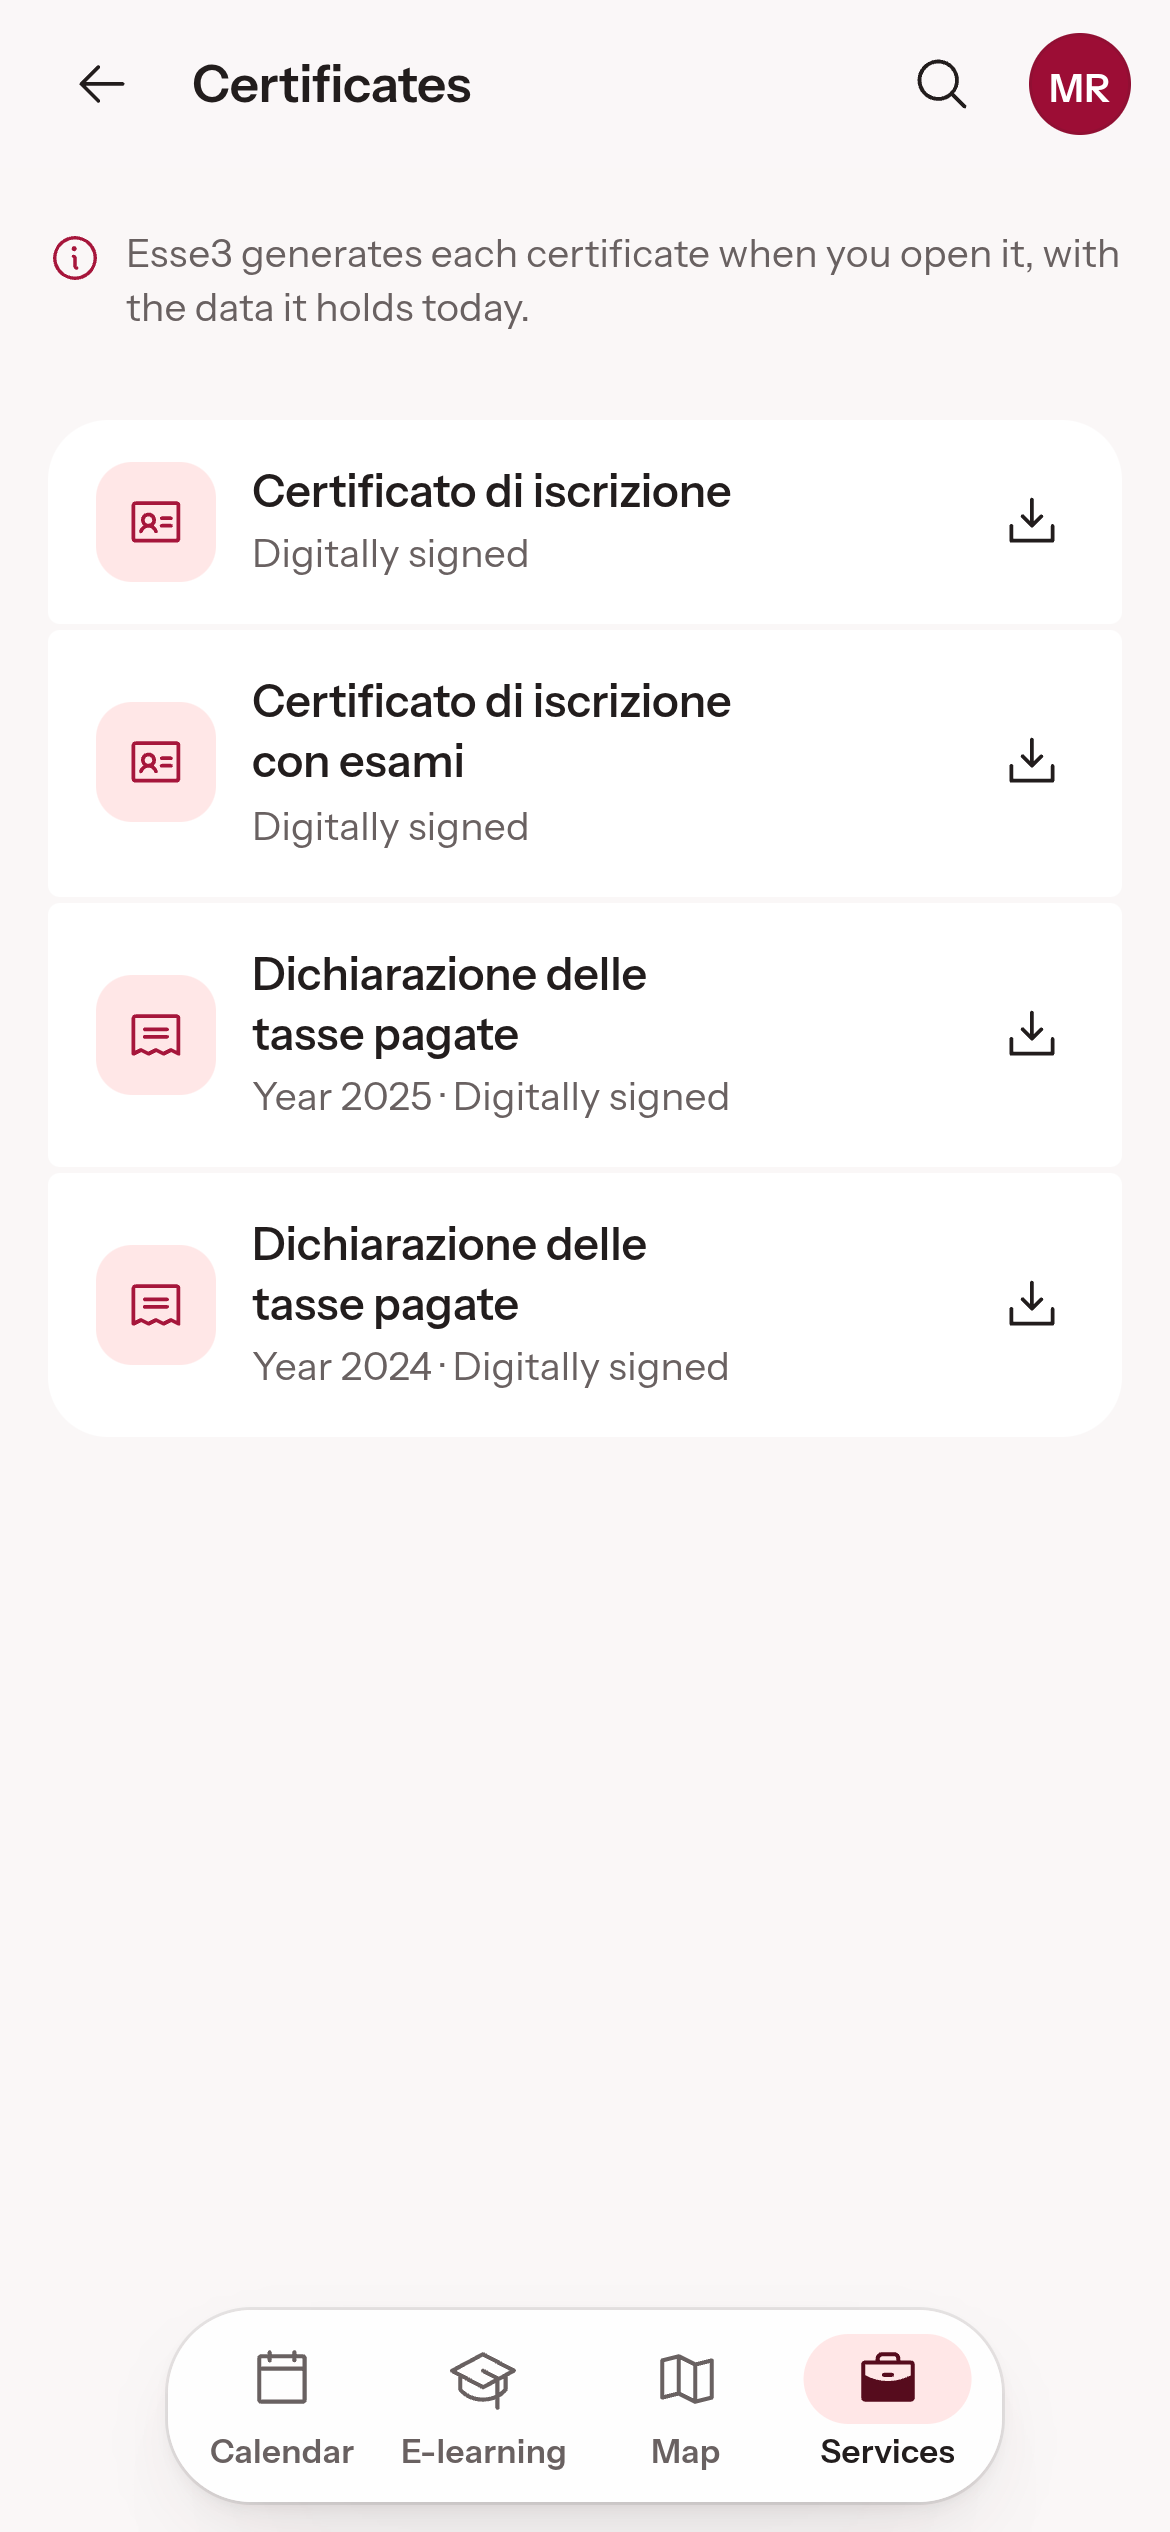 Certificates
MR
Esse3 generates each certificate when you open it, with
the data it holds today.
Certificato di iscrizione
Digitally signed
Certificato di iscrizione
con esami
Digitally signed
Dichiarazione delle
tasse pagate
Year 2025 · Digitally signed
Dichiarazione delle
tasse pagate
Year 2024 · Digitally signed
Calendar
E-learning
Map
Services